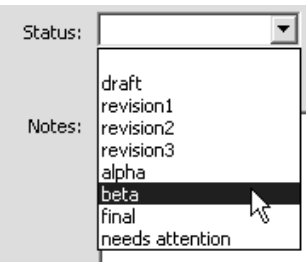 Status:
draft
revision1
Notes:
revision2
revision3
alpha
beta
final
needs attention